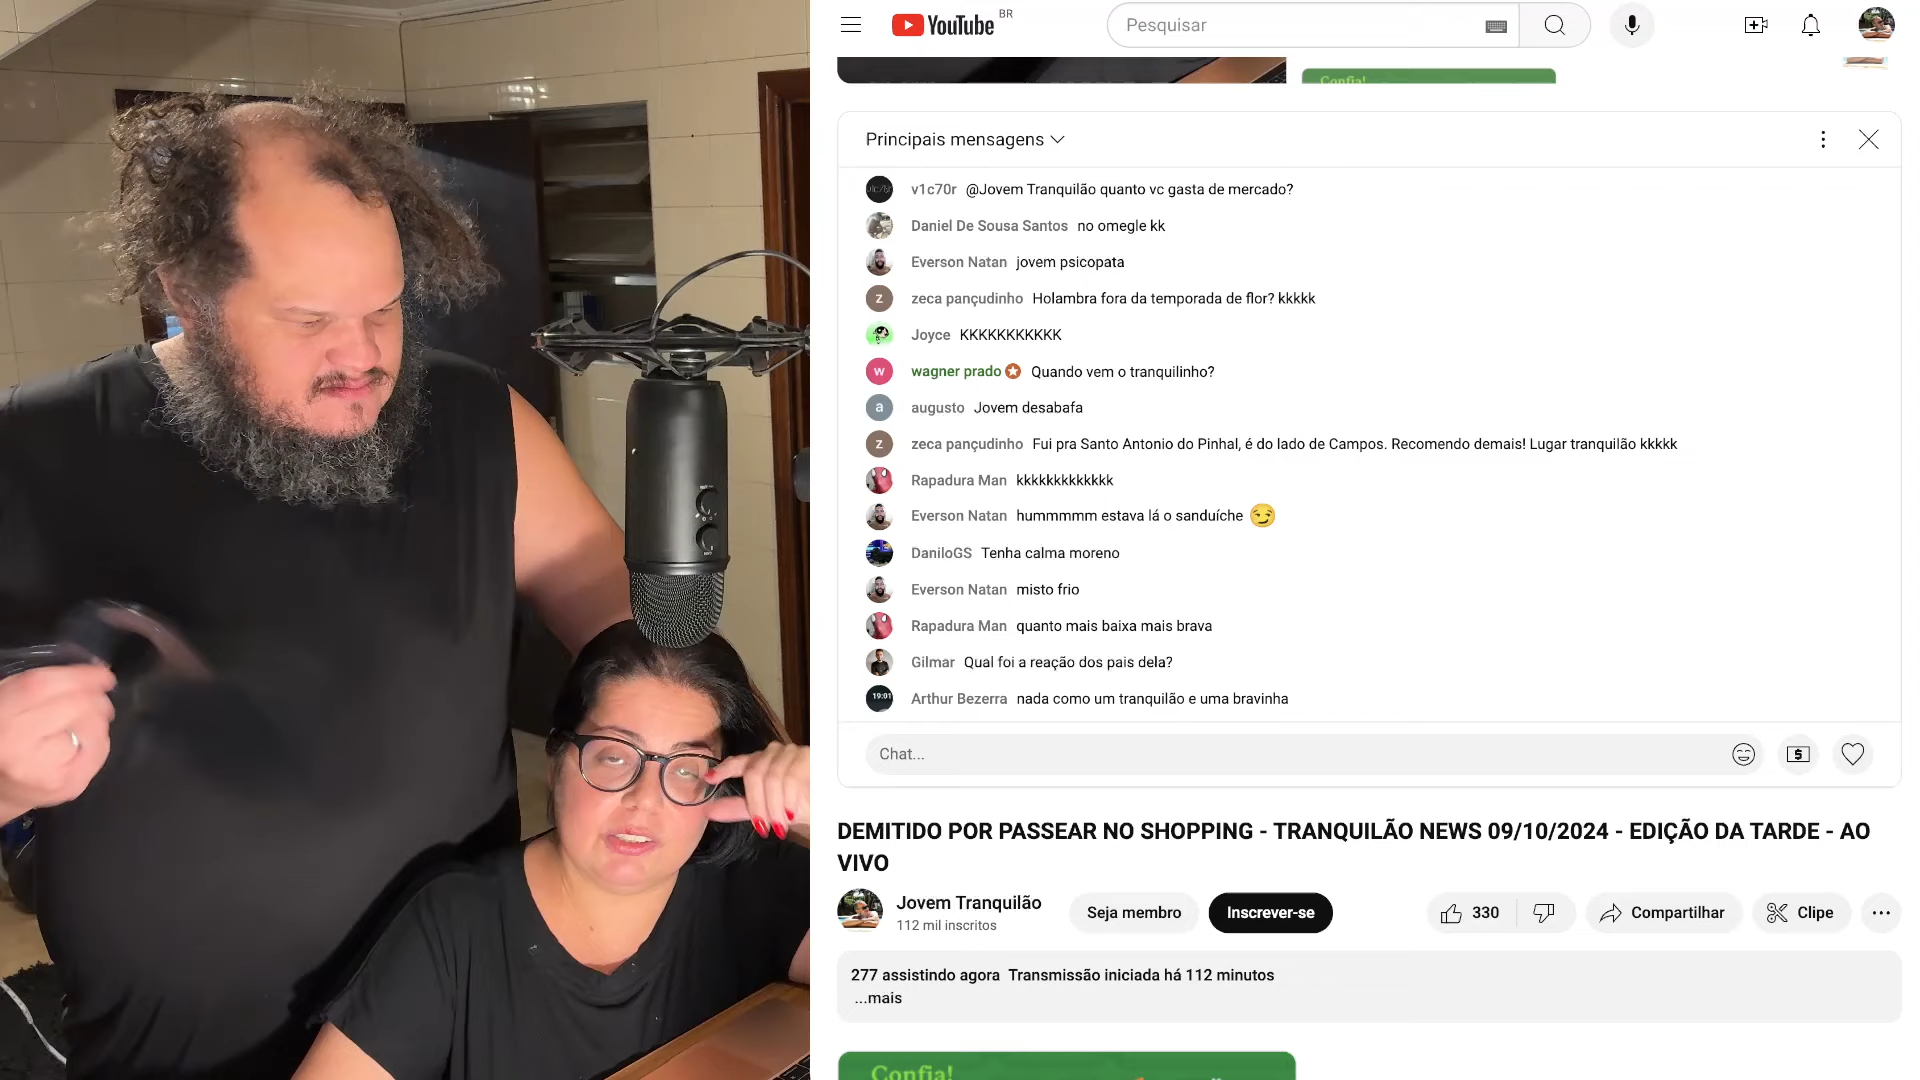 YouTube BR
Pesquisar
Confia!
Principais mensagens
v1c70r @Jovem Tranquilão quanto vc gasta de mercado?
Daniel De Sousa Santos no omegle kk
Everson Natan jovem psicopata
z zeca pançudinho Holambra fora da temporada de flor? kkkkk
Joyce KKKKKKKKKKK
w wagner prado Quando vem o tranquilinho?
a augusto Jovem desabafa
z zeca pançudinho Fui pra Santo Antonio do Pinhal, é do lado de Campos. Recomendo demais! Lugar tranquilão kkkkk
Rapadura Man kkkkkkkkkkkkk
Everson Natan hummmmm estava lá o sanduíche
DaniloGS Tenha calma moreno
Everson Natan misto frio
Rapadura Man quanto mais baixa mais brava
Gilmar Qual foi a reação dos pais dela?
19:01 Arthur Bezerra nada como um tranquilão e uma bravinha
Chat...
DEMITIDO POR PASSEAR NO SHOPPING - TRANQUILÃO NEWS 09/10/2024 - EDIÇÃO DA TARDE - AO
VIVO
Jovem Tranquilão
112 mil inscritos
Seja membro
Inscrever-se
330
Compartilhar
Clipe
277 assistindo agora Transmissão iniciada há 112 minutos
...mais
Confia!